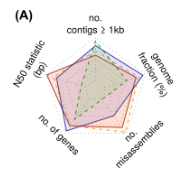 (A)
no.
contigs ≥ 1kb
genome
fraction (%)
no.
misassemblies
no. of genes
N50 statistic
(bp)